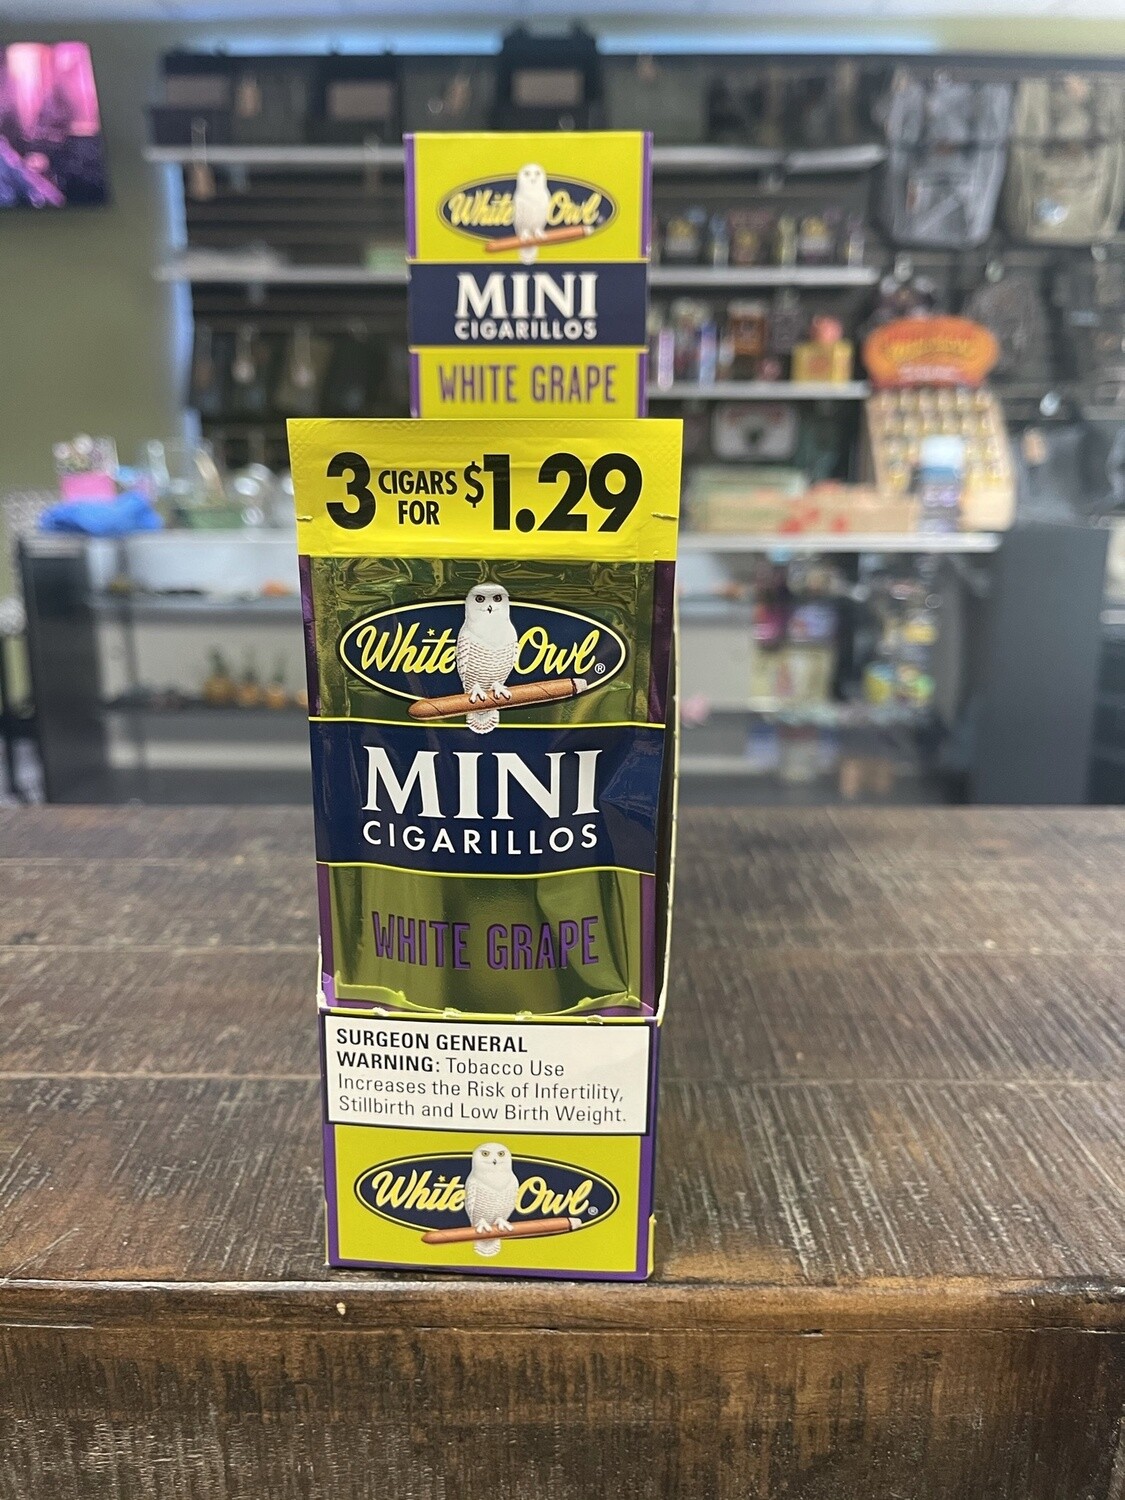 White Owl
MINI
CIGARILLOS
WHITE GRAPE
3 CIGARS FOR $1.29
White Owl®
MINI
CIGARILLOS
WHITE GRAPE
SURGEON GENERAL
WARNING: Tobacco Use
Increases the Risk of Infertility,
Stillbirth and Low Birth Weight.
White Owl®